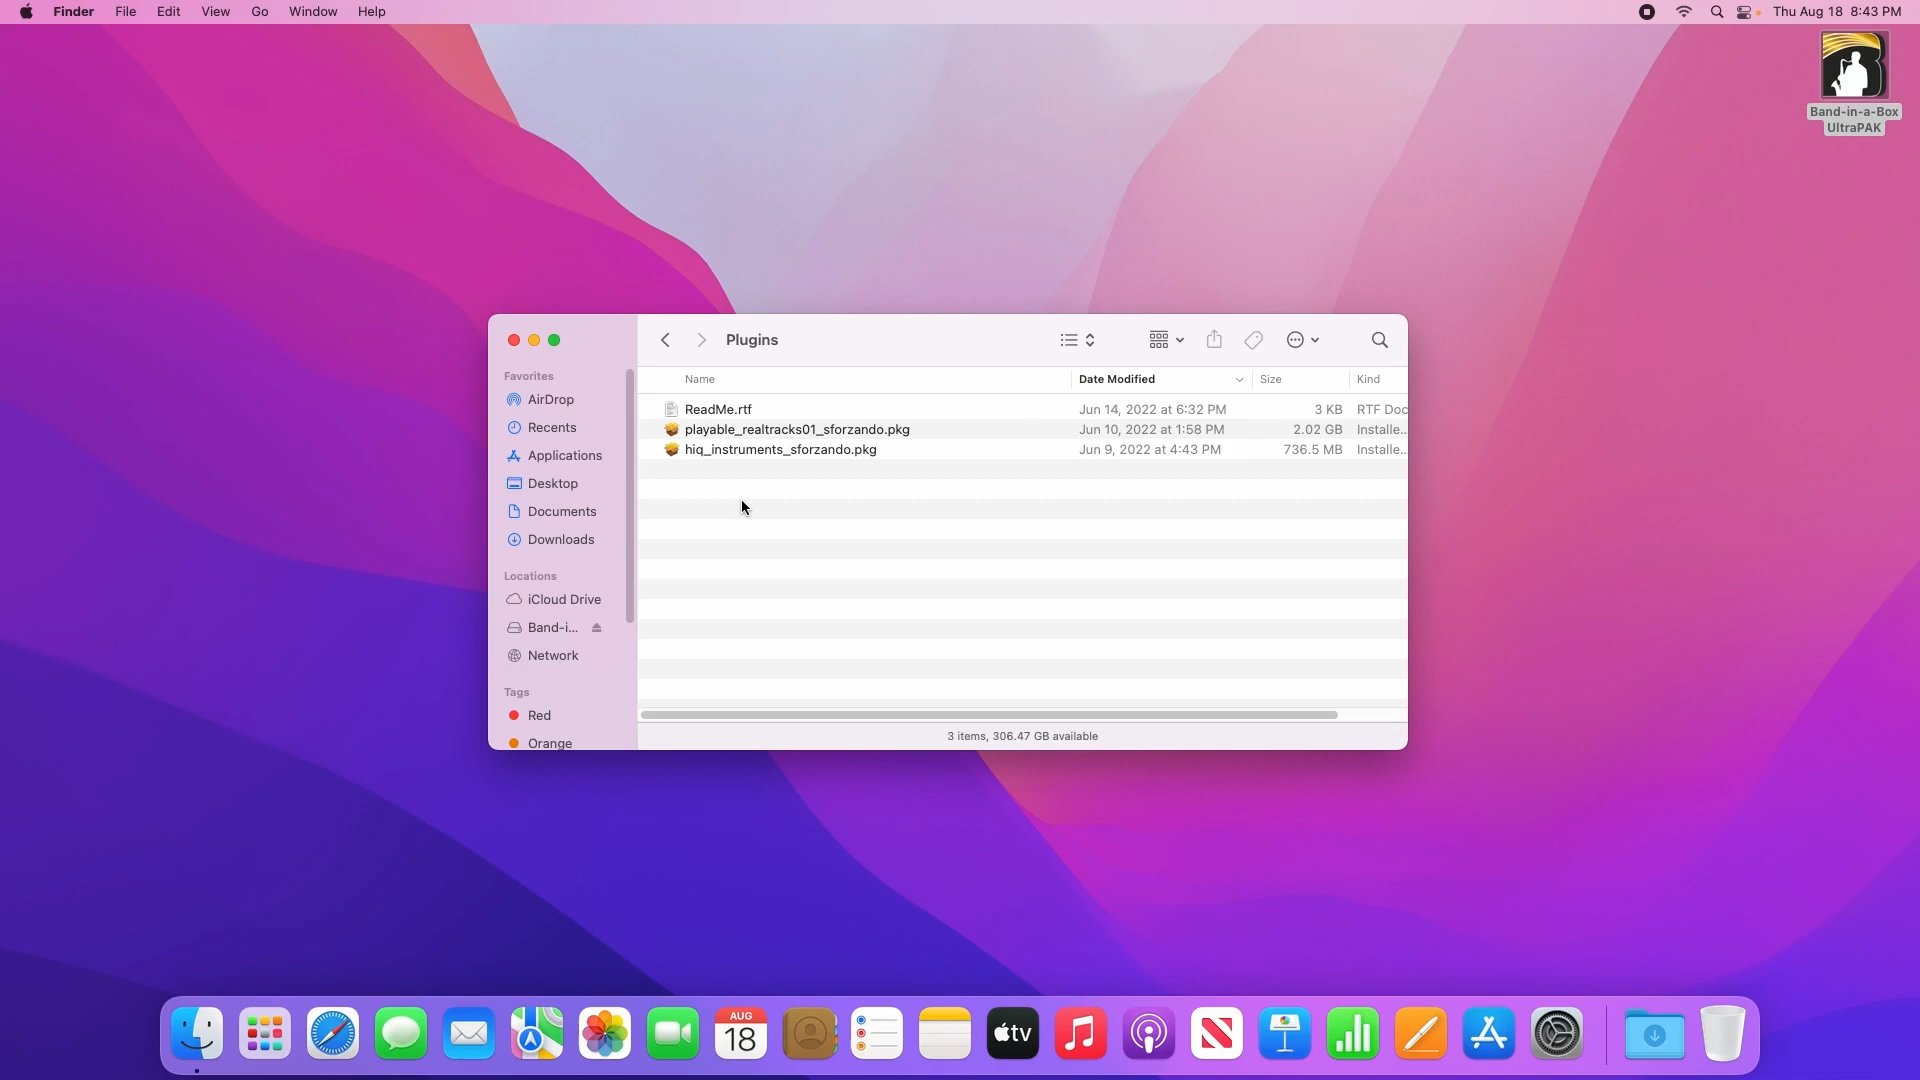 Finder File Edit View Go Window Help Thu Aug 18 8:43 PM
Band-in-a-Box
UltraPAK
Plugins
Name Date Modified Size Kind
ReadMe.rtf Jun 14, 2022 at 6:32 PM 3 KB RTF Doc
playable_realtracks01_sforzando.pkg Jun 10, 2022 at 1:58 PM 2.02 GB Installe...
hiq_instruments_sforzando.pkg Jun 9, 2022 at 4:43 PM 736.5 MB Installe...
Favorites
AirDrop
Recents
Applications
Desktop
Documents
Downloads
Locations
iCloud Drive
Band-i...
Network
Tags
Red
Orange
3 items, 306.47 GB available
AUG
18
tv